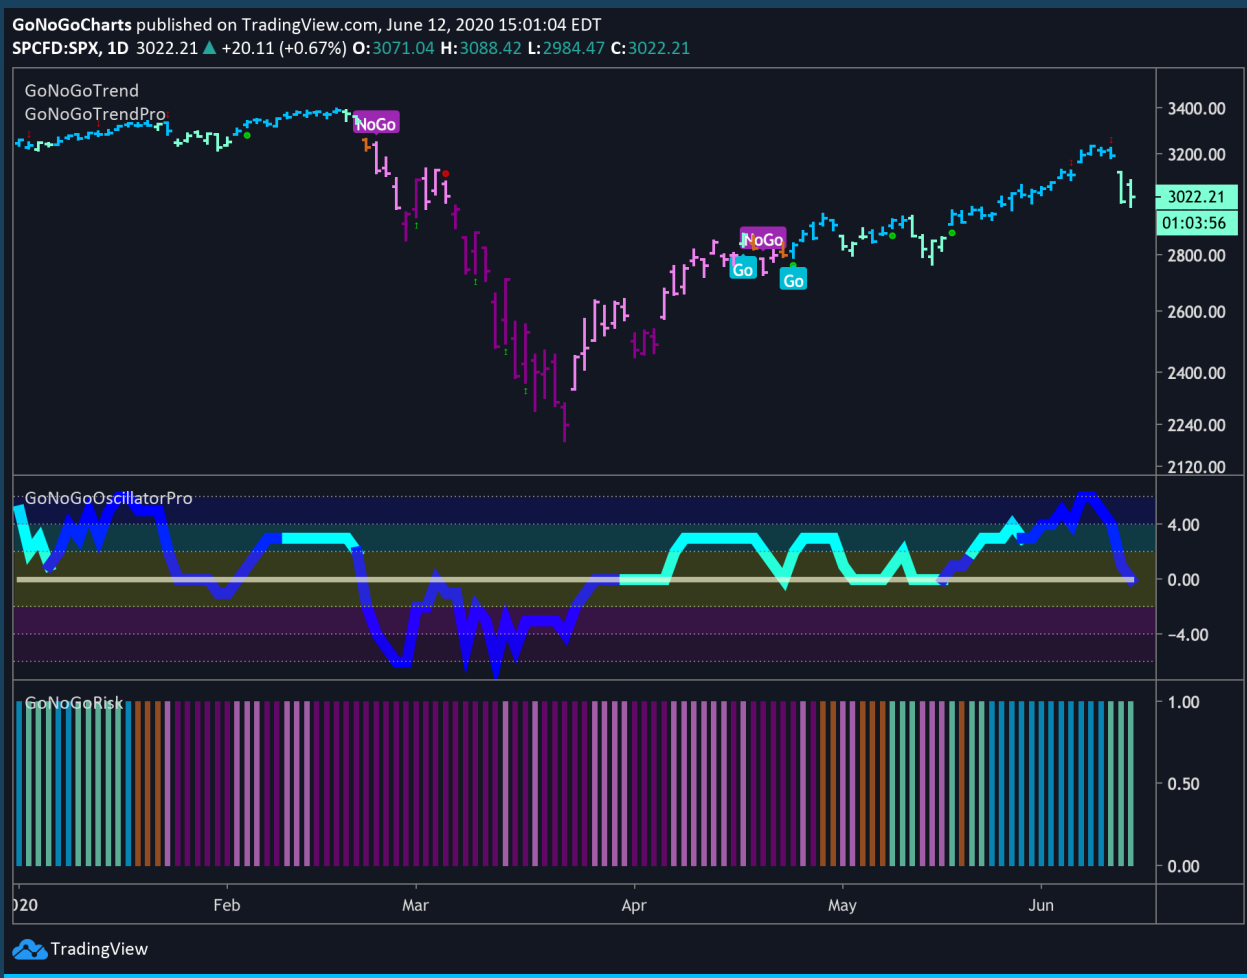 GoNoGoCharts published on TradingView.com, June 12, 2020 15:01:04 EDT
SPCFD:SPX, 1D 3022.21 ▲ +20.11 (+0.67%) O:3071.04 H:3088.42 L:2984.47 C:3022.21
GoNoGoTrend
GoNoGoTrendPro
NoGo
NoGo
Go
Go
3400.00
3200.00
3022.21
01:03:56
2800.00
2600.00
2400.00
2240.00
2120.00
GoNoGoOscillatorPro
4.00
0.00
−4.00
GoNoGoRisk
1.00
0.50
0.00
020 Feb Mar Apr May Jun
TradingView